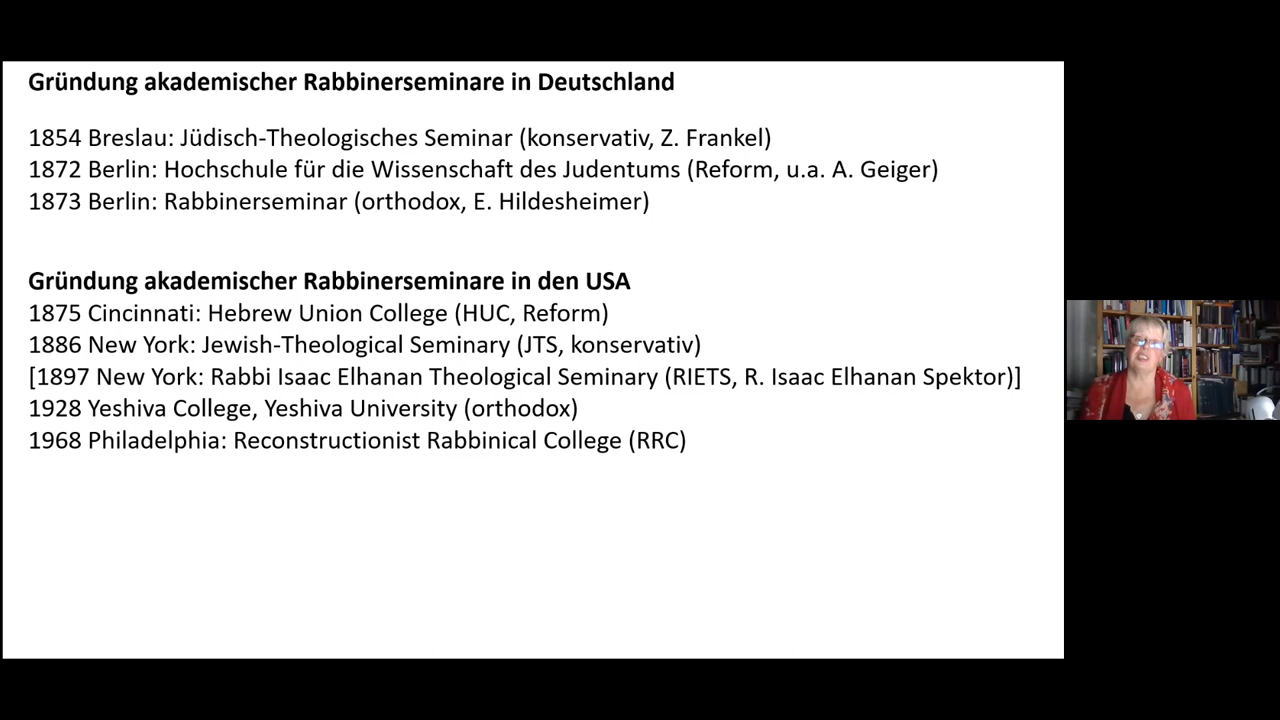 Gründung akademischer Rabbinerseminare in Deutschland
1854 Breslau: Jüdisch-Theologisches Seminar (konservativ, Z. Frankel)
1872 Berlin: Hochschule für die Wissenschaft des Judentums (Reform, u.a. A. Geiger)
1873 Berlin: Rabbinerseminar (orthodox, E. Hildesheimer)
Gründung akademischer Rabbinerseminare in den USA
1875 Cincinnati: Hebrew Union College (HUC, Reform)
1886 New York: Jewish-Theological Seminary (JTS, konservativ)
[1897 New York: Rabbi Isaac Elhanan Theological Seminary (RIETS, R. Isaac Elhanan Spektor)]
1928 Yeshiva College, Yeshiva University (orthodox)
1968 Philadelphia: Reconstructionist Rabbinical College (RRC)